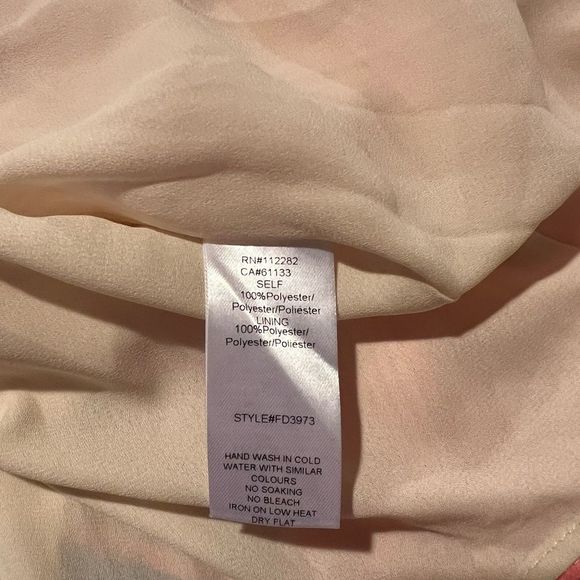 RN#112282
CA#61133
SELF
100%Polyester/
Polyester/Poliester
LINING
100%Polyester/
Polyester/Poliester
STYLE#FD3973
HAND WASH IN COLD
WATER WITH SIMILAR
COLOURS
NO SOAKING
NO BLEACH
IRON ON LOW HEAT
DRY FLAT